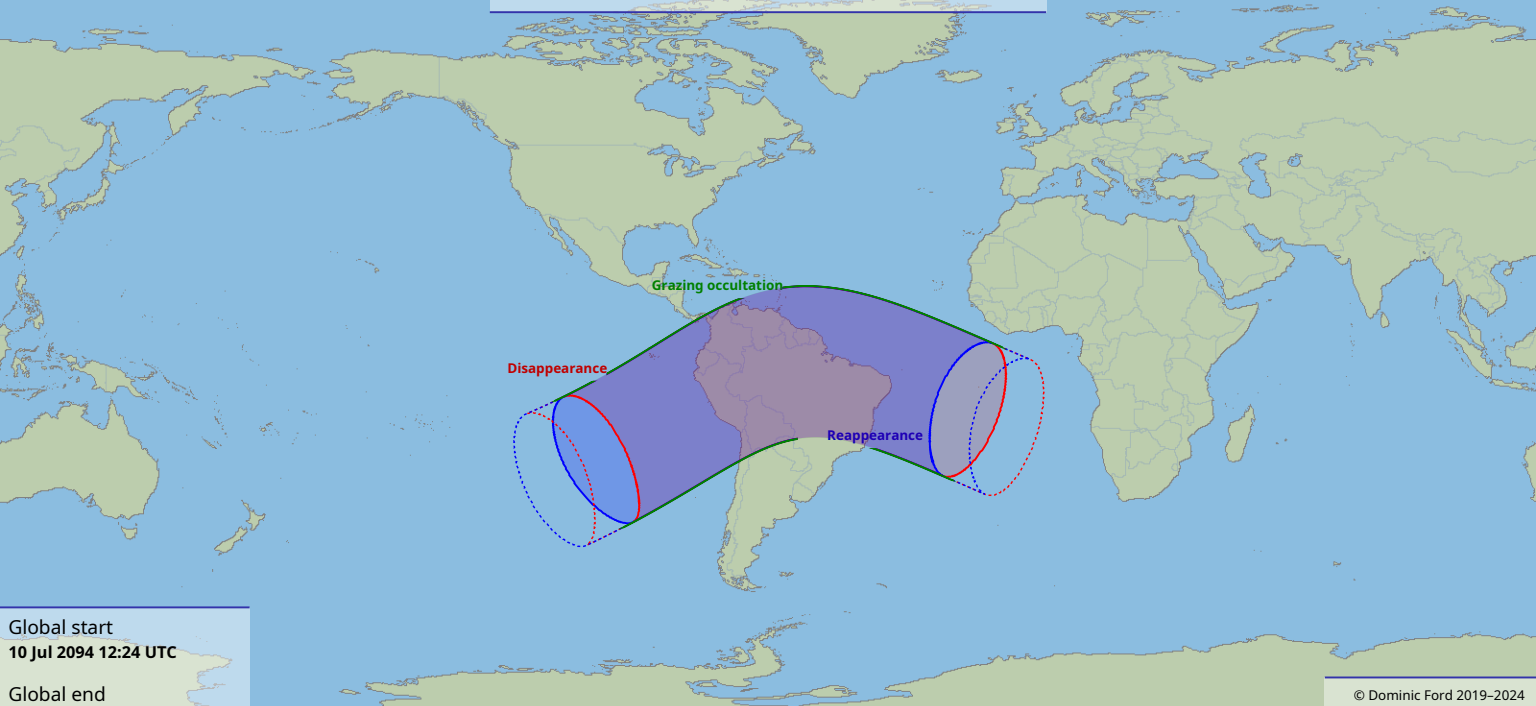 Grazing occultation
Disappearance
Reappearance
Global start
10 Jul 2094 12:24 UTC
Global end
© Dominic Ford 2019–2024